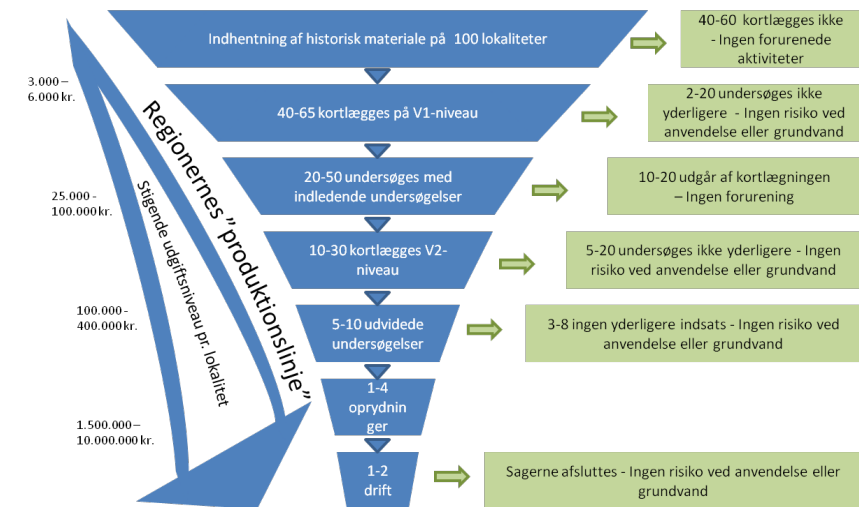 Indhentning af historisk materiale på 100 lokaliteter
40-60 kortlægges ikke
- Ingen forurenede
aktiviteter
3.000 –
6.000 kr.
40-65 kortlægges på V1-niveau
2-20 undersøges ikke
yderligere - Ingen risiko ved
anvendelse eller grundvand
20-50 undersøges med
indledende undersøgelser
10-20 udgår af kortlægningen
– Ingen forurening
25.000 -
100.000 kr.
10-30 kortlægges V2-
niveau
5-20 undersøges ikke yderligere - Ingen
risiko ved anvendelse eller grundvand
100.000 -
400.000 kr.
5-10 udvidede
undersøgelser
3-8 ingen yderligere indsats - Ingen risiko ved
anvendelse eller grundvand
Regionernes "produktionslinje"
Stigende udgiftsniveau pr. lokalitet
1-4
oprydnin
ger
1.500.000 –
10.000.000 kr.
1-2
drift
Sagerne afsluttes - Ingen risiko ved anvendelse eller
grundvand